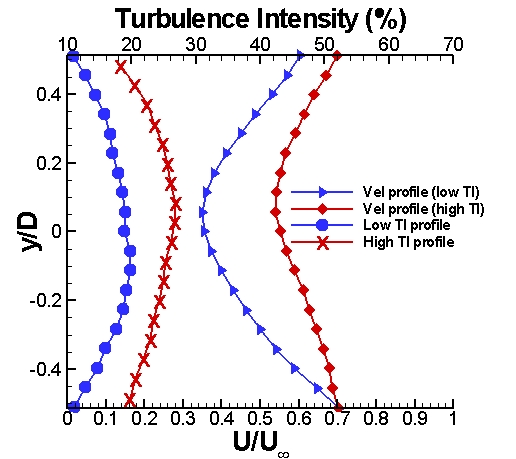 Turbulence Intensity (%)
10 20 30 40 50 60 70
0.4
0.2
0
-0.2
-0.4
y/D
Vel profile (low TI)
Vel profile (high TI)
Low TI profile
High TI profile
0 0.1 0.2 0.3 0.4 0.5 0.6 0.7 0.8 0.9 1
U/U∞